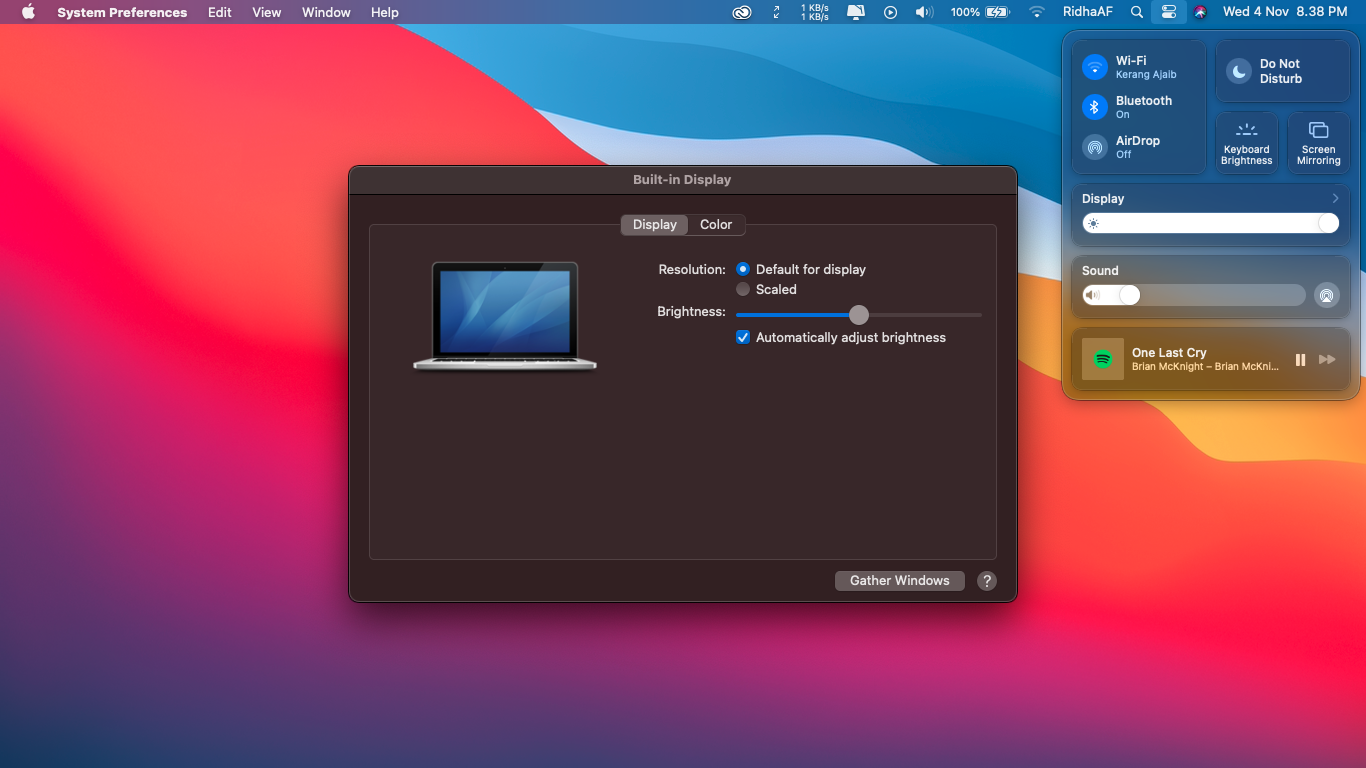 System Preferences Edit View Window Help
1 KB/s
1 KB/s
100%
RidhaAF
Wed 4 Nov 8.38 PM
Wi-Fi
Kerang Ajaib
Bluetooth
On
AirDrop
Off
Do Not
Disturb
Keyboard
Brightness
Screen
Mirroring
Display
Sound
One Last Cry
Brian McKnight – Brian McKni...
Built-in Display
Display Color
Resolution: Default for display
Scaled
Brightness:
Automatically adjust brightness
Gather Windows ?